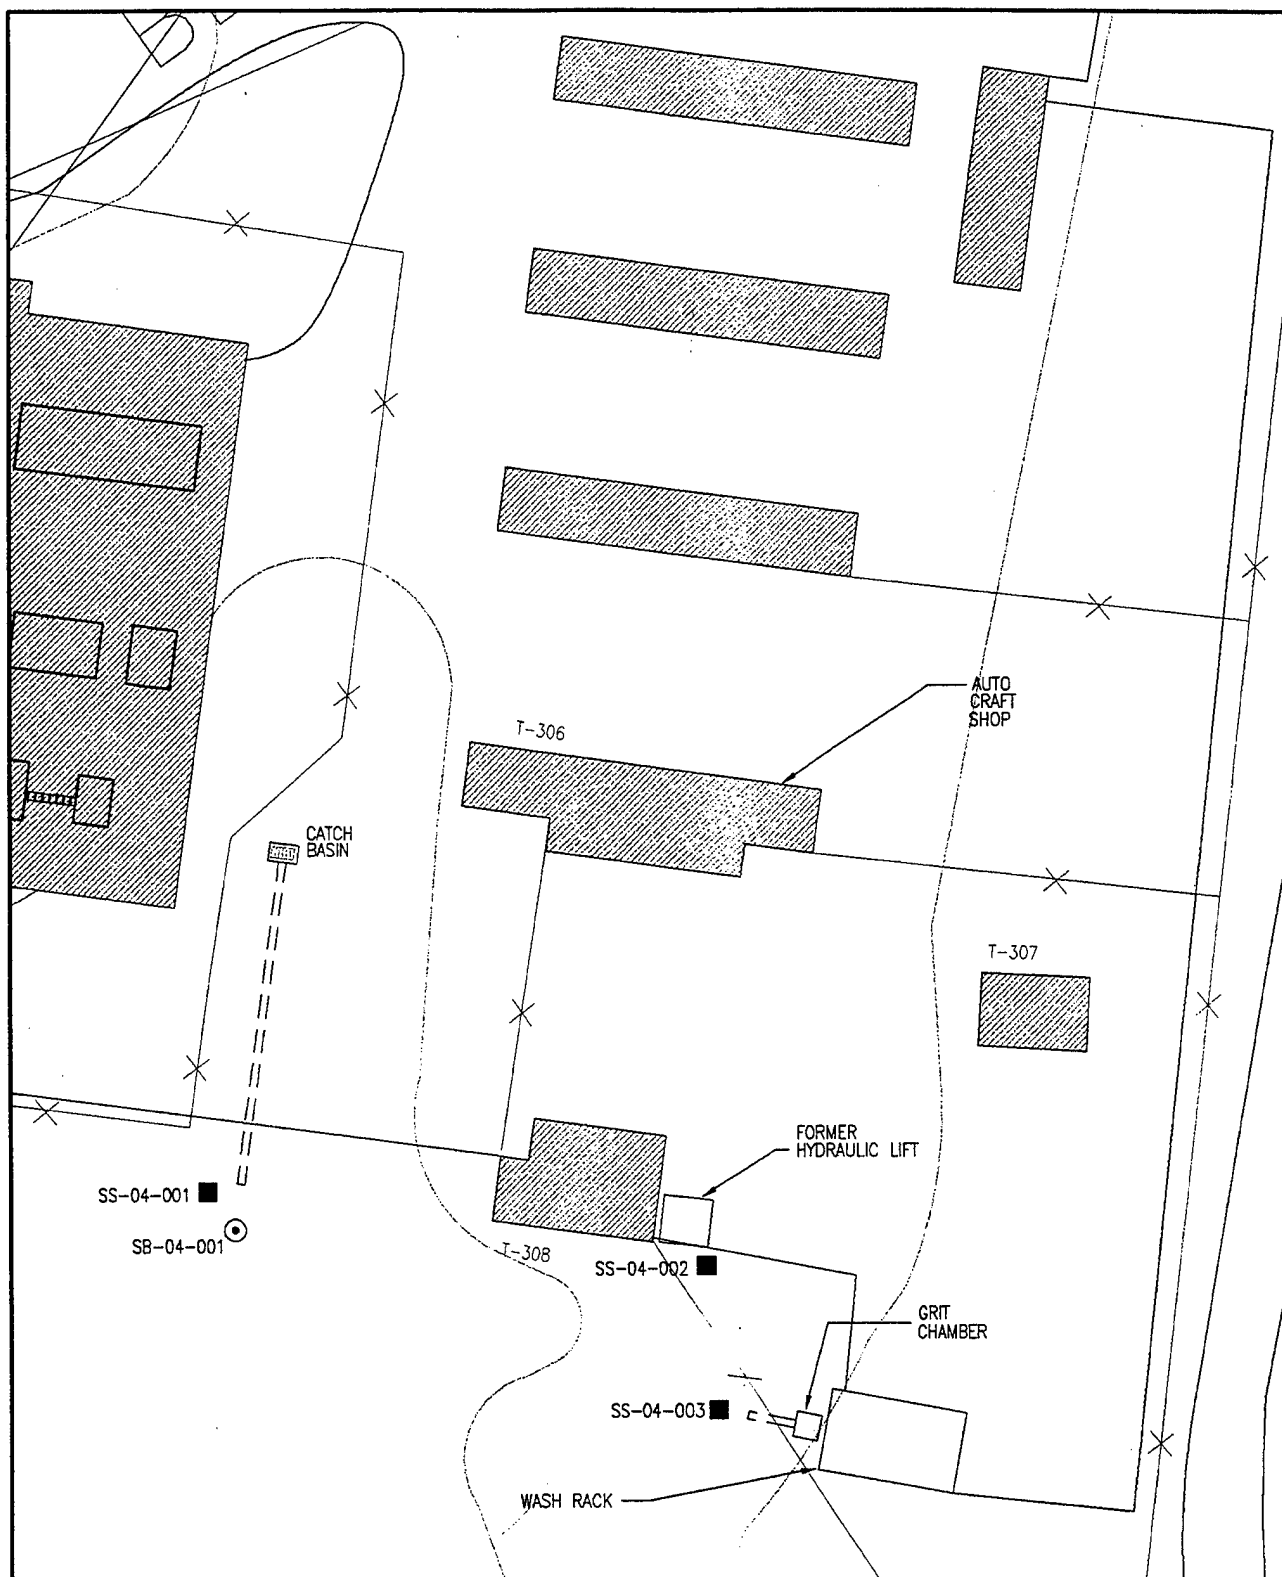 AUTO
CRAFT
SHOP
T-306
CATCH
BASIN
T-307
FORMER
HYDRAULIC LIFT
SS-04-001
SB-04-001
T-308
SS-04-002
GRIT
CHAMBER
SS-04-003
WASH RACK